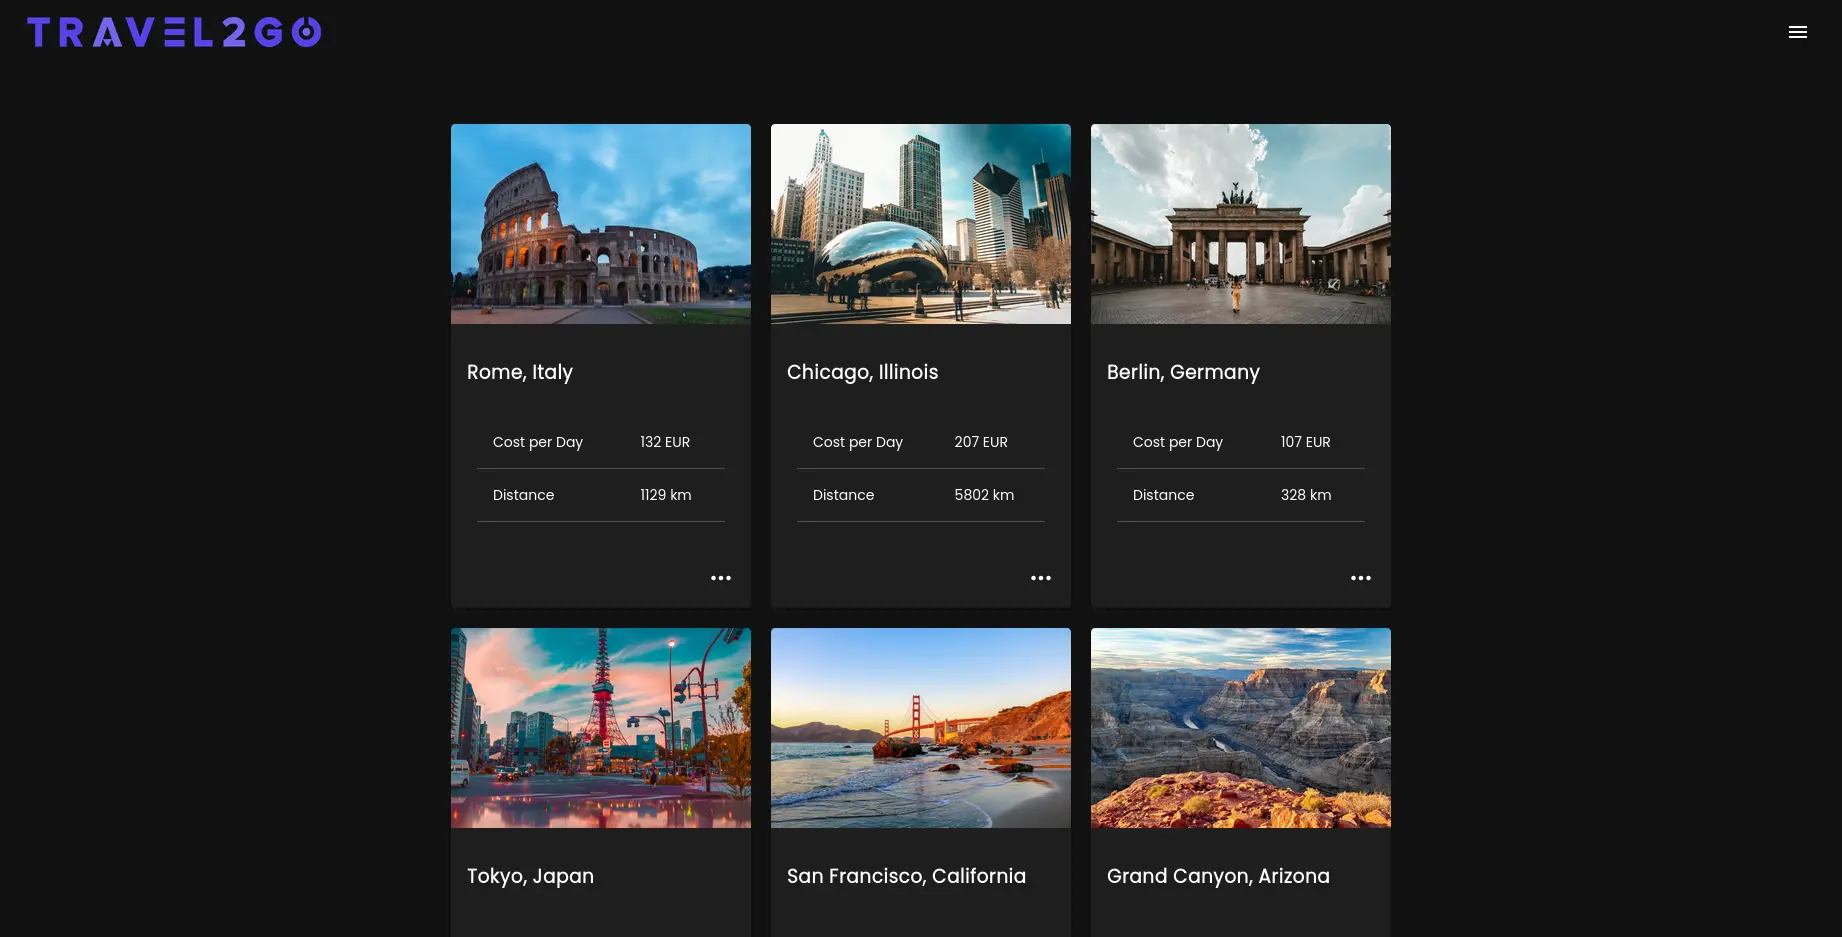 TRAVEL2GO
Rome, Italy
Cost per Day 132 EUR
Distance 1129 km
Chicago, Illinois
Cost per Day 207 EUR
Distance 5802 km
Berlin, Germany
Cost per Day 107 EUR
Distance 328 km
Tokyo, Japan
San Francisco, California
Grand Canyon, Arizona